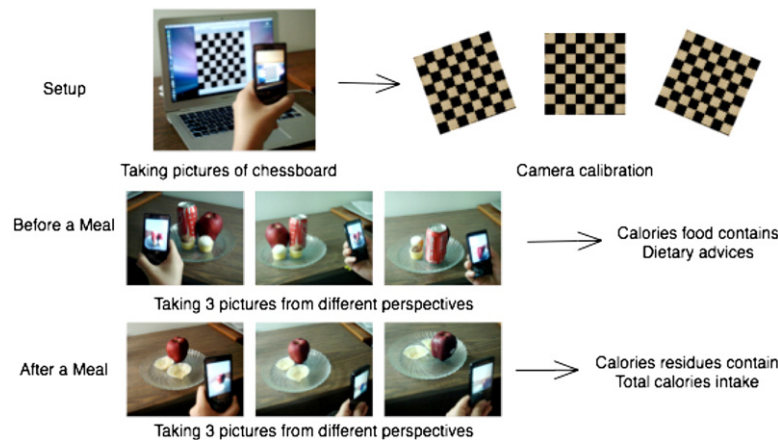 Setup
Taking pictures of chessboard
Camera calibration
Before a Meal
Calories food contains
Dietary advices
Taking 3 pictures from different perspectives
After a Meal
Calories residues contain
Total calories intake
Taking 3 pictures from different perspectives